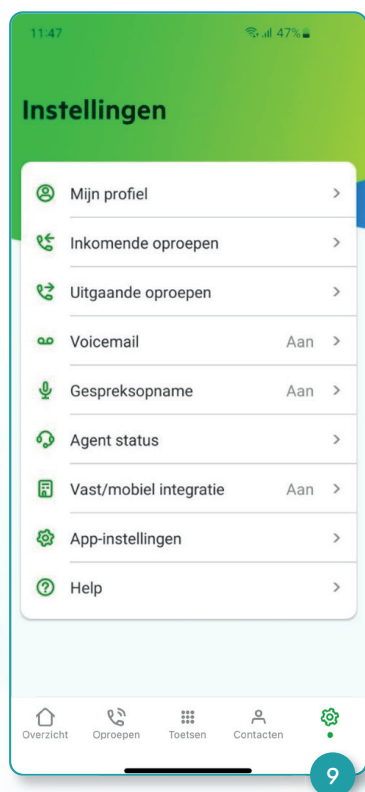 11:47 47%
Instellingen
Mijn profiel
Inkomende oproepen
Uitgaande oproepen
Voicemail Aan
Gespreksopname Aan
Agent status
Vast/mobiel integratie Aan
App-instellingen
Help
Overzicht Oproepen Toetsen Contacten
9